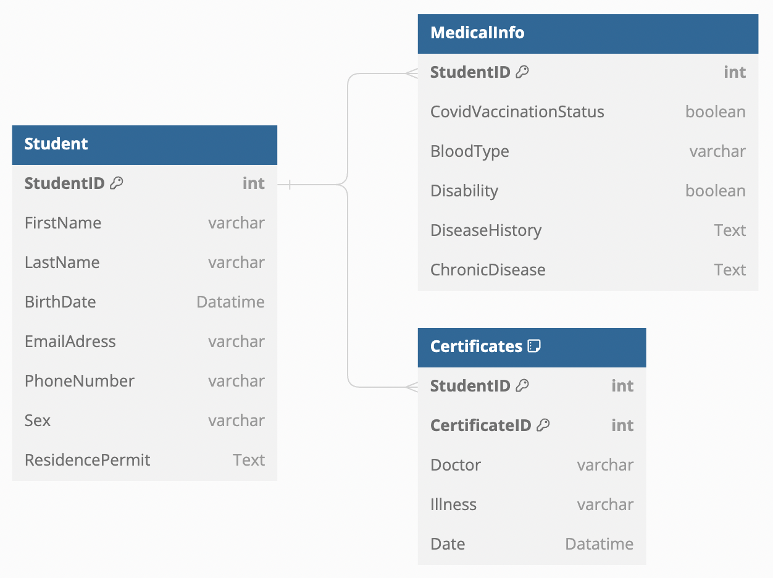 Student
StudentID int
FirstName varchar
LastName varchar
BirthDate Datatime
EmailAdress varchar
PhoneNumber varchar
Sex varchar
ResidencePermit Text
MedicalInfo
StudentID int
CovidVaccinationStatus boolean
BloodType varchar
Disability boolean
DiseaseHistory Text
ChronicDisease Text
Certificates
StudentID int
CertificateID int
Doctor varchar
Illness varchar
Date Datatime